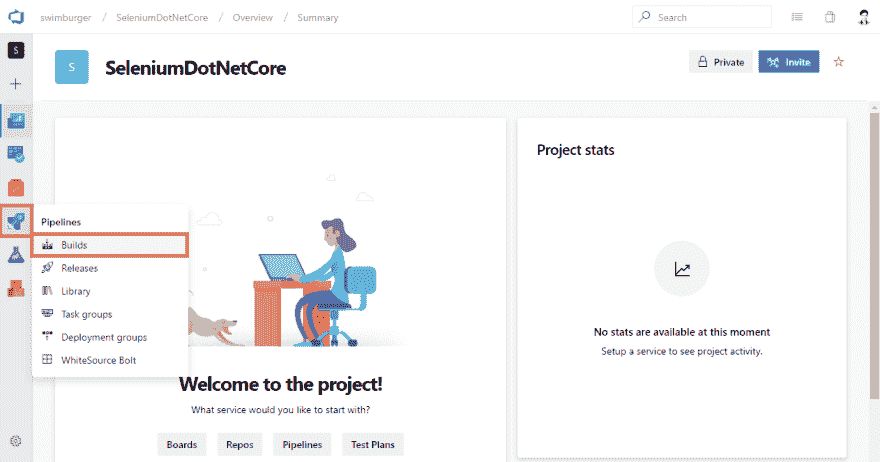 swimburger / SeleniumDotNetCore / Overview / Summary
Search
S
S
SeleniumDotNetCore
Private
Invite
Project stats
Pipelines
Builds
Releases
Library
Task groups
Deployment groups
WhiteSource Bolt
No stats are available at this moment
Setup a service to see project activity.
Welcome to the project!
What service would you like to start with?
Boards
Repos
Pipelines
Test Plans